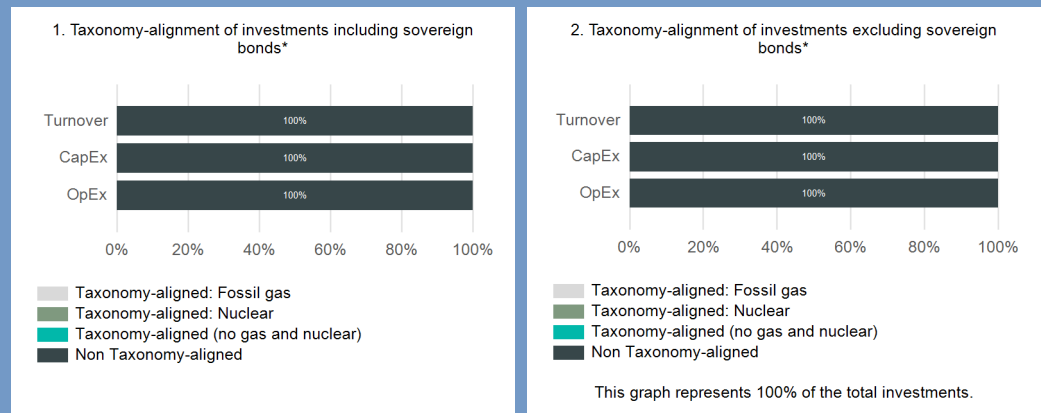 1. Taxonomy-alignment of investments including sovereign
bonds*
Turnover
100%
CapEx
100%
OpEx
100%
0% 20% 40% 60% 80% 100%
Taxonomy-aligned: Fossil gas
Taxonomy-aligned: Nuclear
Taxonomy-aligned (no gas and nuclear)
Non Taxonomy-aligned
2. Taxonomy-alignment of investments excluding sovereign
bonds*
Turnover
100%
CapEx
100%
OpEx
100%
0% 20% 40% 60% 80% 100%
Taxonomy-aligned: Fossil gas
Taxonomy-aligned: Nuclear
Taxonomy-aligned (no gas and nuclear)
Non Taxonomy-aligned
This graph represents 100% of the total investments.